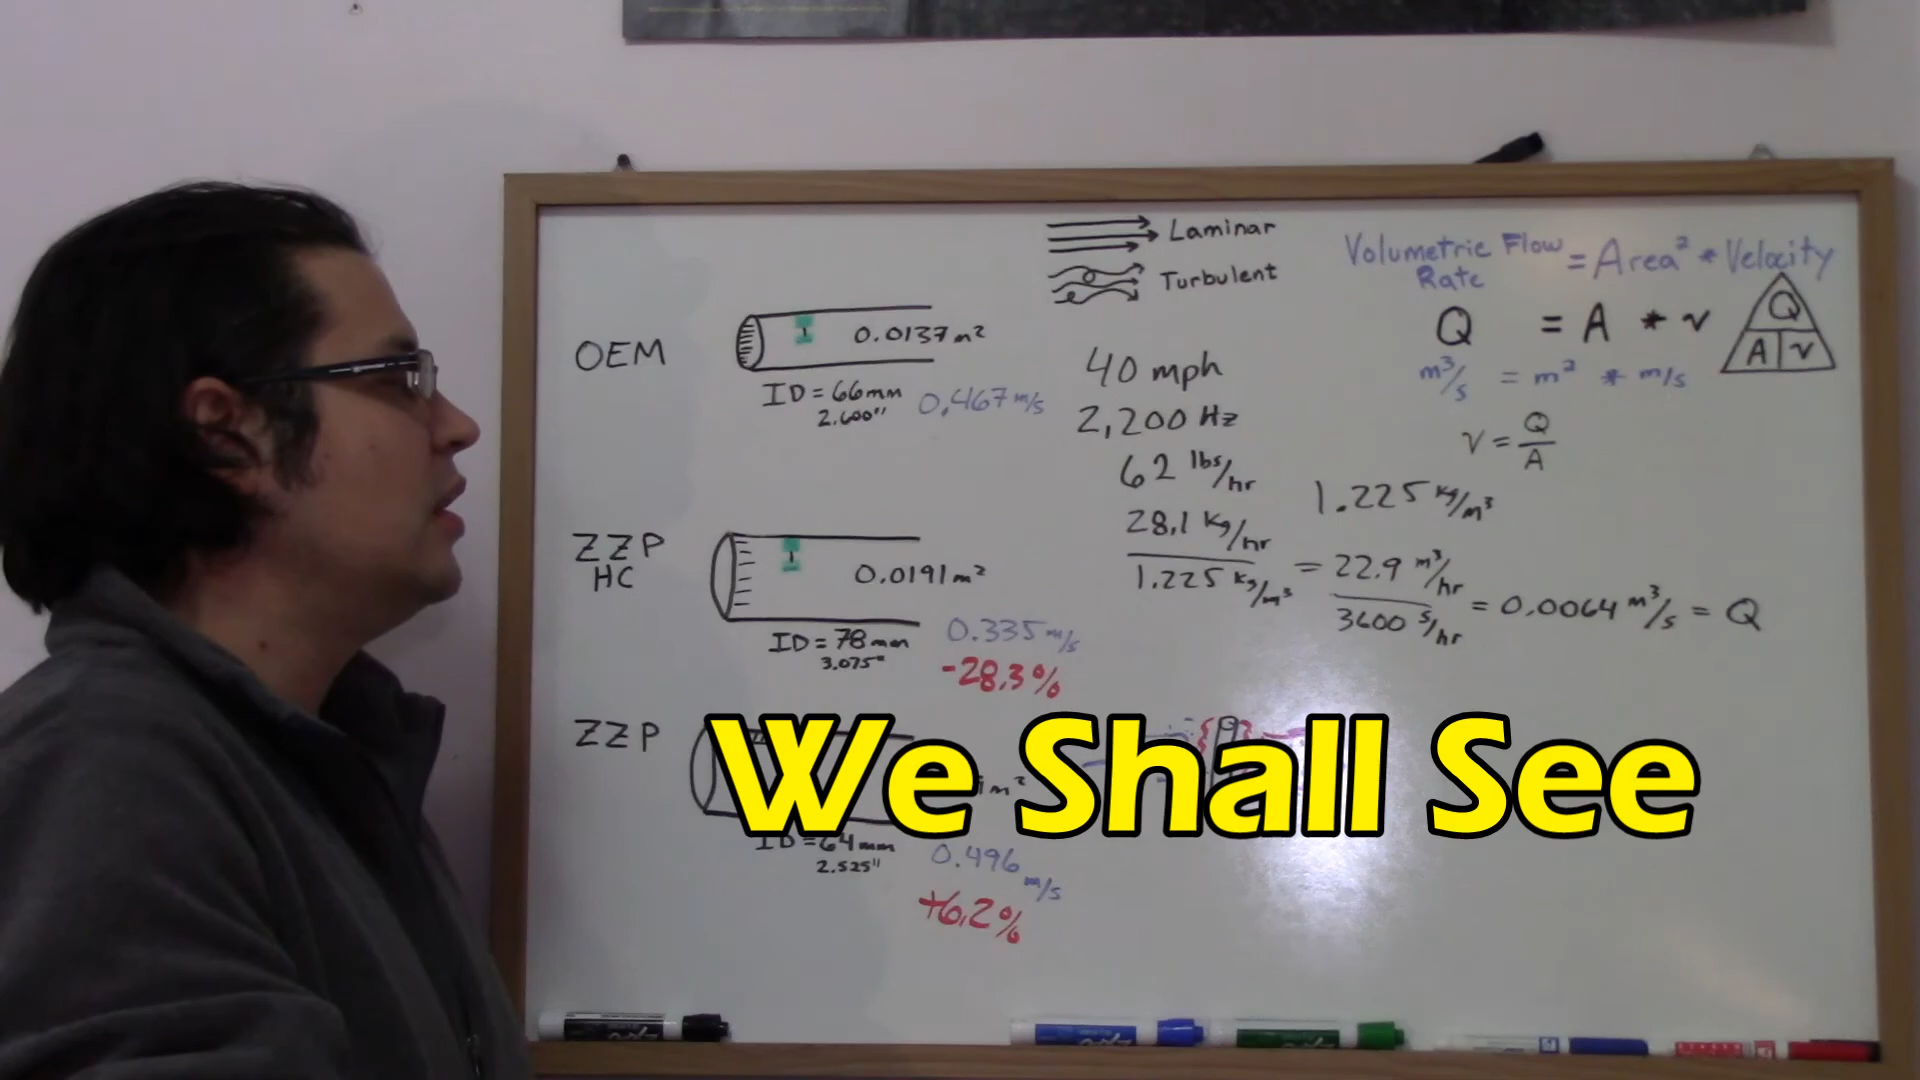 Laminar
Turbulent
Volumetric Flow Rate = Area² * Velocity
Q = A * v
m³/s = m² * m/s
Q
A v
v = Q/A
OEM
0.0137 m²
ID = 66mm
2.600"
0.467 m/s
40 mph
2,200 Hz
62 lbs/hr
28.1 kg/hr
1.225 kg/m³
1.225 kg/m³
= 22.9 m³/hr
3600 s/hr
= 0.0064 m³/s = Q
ZZP
HC
0.0191 m²
ID = 78mm
3.075"
0.335 m/s
-28.3%
ZZP
m²
ID = 64mm
2.525"
0.496 m/s
+6.2%
We Shall See